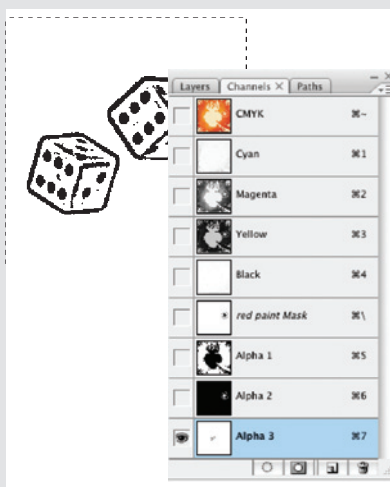 Layers Channels × Paths
CMYK ⌘~
Cyan ⌘1
Magenta ⌘2
Yellow ⌘3
Black ⌘4
red paint Mask ⌘\
Alpha 1 ⌘5
Alpha 2 ⌘6
Alpha 3 ⌘7